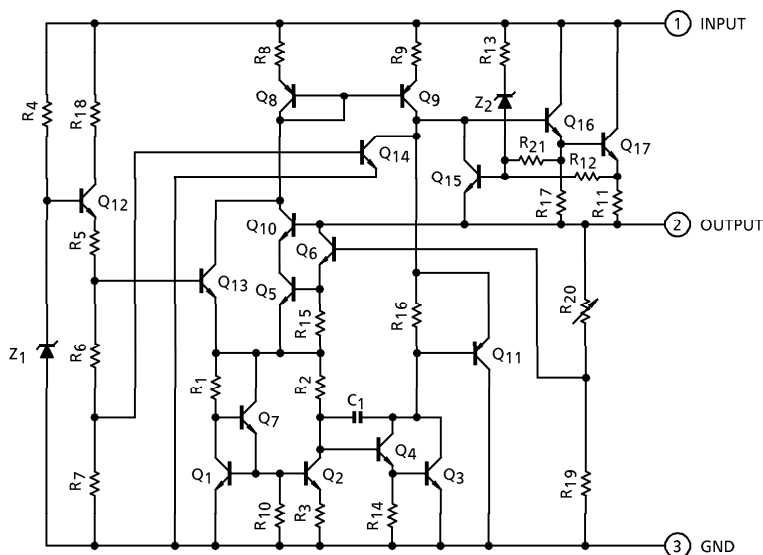 1 INPUT
R8
R9
R13
R4
R18
Q8
Q9
Z2
Q16
R21
Q17
Q14
R12
Q15
Q12
R17
R11
R5
Q10
2 OUTPUT
Q6
Q13
Q5
R20
R15
R16
Z1
R6
Q11
R1
R2
C1
Q7
Q4
R7
Q1
Q2
Q3
R19
R10
R3
R14
3 GND